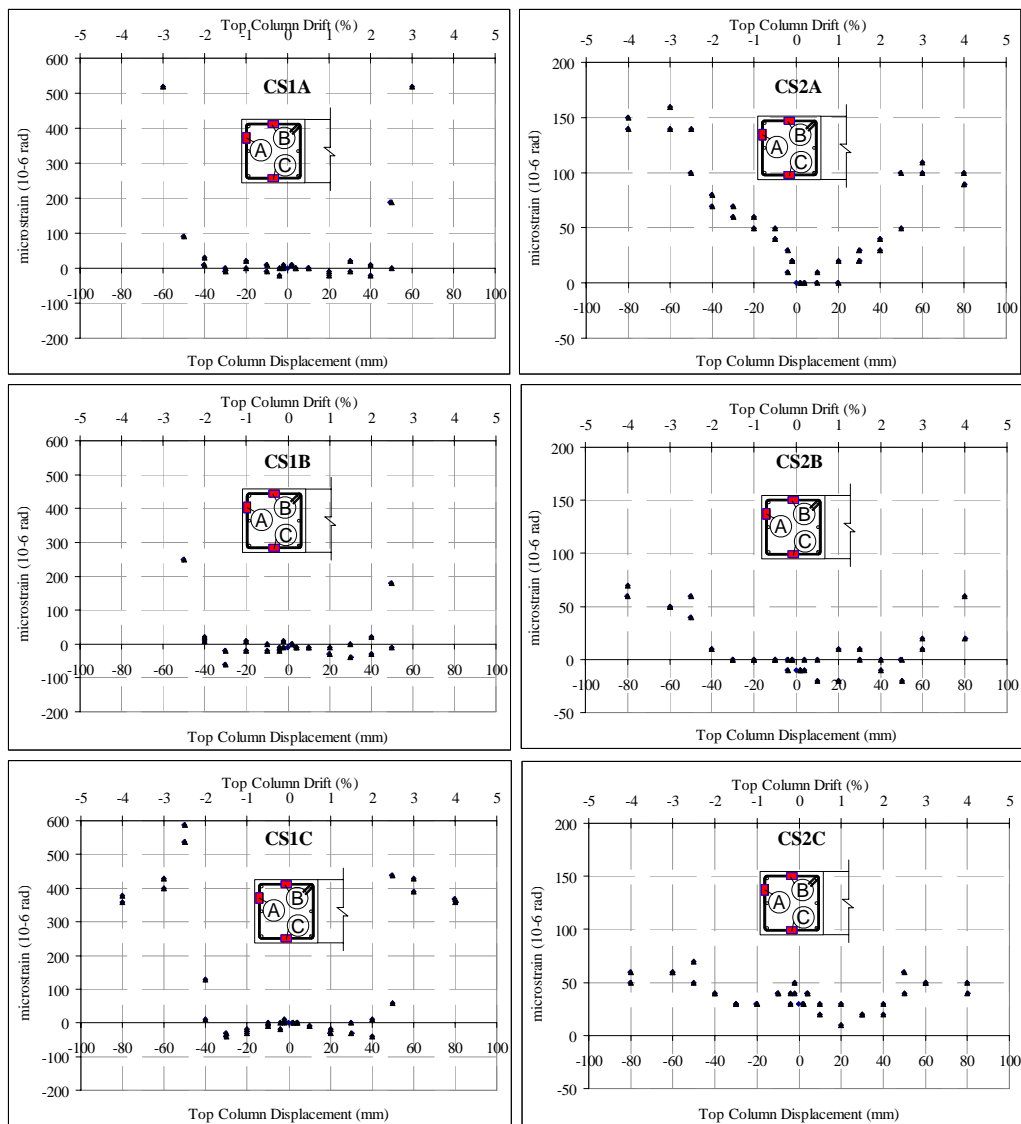 Top Column Drift (%)
-5 -4 -3 -2 -1 0 1 2 3 4 5
CS1A
microstrain (10-6 rad)
600
500
400
300
200
100
0
-100
-200
A
B
C
-100 -80 -60 -40 -20 0 20 40 60 80 100
Top Column Displacement (mm)
Top Column Drift (%)
-5 -4 -3 -2 -1 0 1 2 3 4 5
CS2A
microstrain (10-6 rad)
200
150
100
50
0
-50
A
B
C
-100 -80 -60 -40 -20 0 20 40 60 80 100
Top Column Displacement (mm)
Top Column Drift (%)
-5 -4 -3 -2 -1 0 1 2 3 4 5
CS1B
microstrain (10-6 rad)
600
500
400
300
200
100
0
-100
-200
A
B
C
-100 -80 -60 -40 -20 0 20 40 60 80 100
Top Column Displacement (mm)
Top Column Drift (%)
-5 -4 -3 -2 -1 0 1 2 3 4 5
CS2B
microstrain (10-6 rad)
200
150
100
50
0
-50
A
B
C
-100 -80 -60 -40 -20 0 20 40 60 80 100
Top Column Displacement (mm)
Top Column Drift (%)
-5 -4 -3 -2 -1 0 1 2 3 4 5
CS1C
microstrain (10-6 rad)
600
500
400
300
200
100
0
-100
-200
A
B
C
-100 -80 -60 -40 -20 0 20 40 60 80 100
Top Column Displacement (mm)
Top Column Drift (%)
-5 -4 -3 -2 -1 0 1 2 3 4 5
CS2C
microstrain (10-6 rad)
200
150
100
50
0
-50
A
B
C
-100 -80 -60 -40 -20 0 20 40 60 80 100
Top Column Displacement (mm)